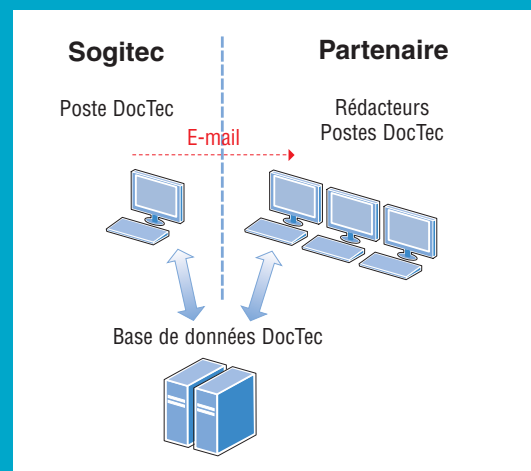 Sogitec
Partenaire
Poste DocTec
Rédacteurs
Postes DocTec
E-mail
Base de données DocTec